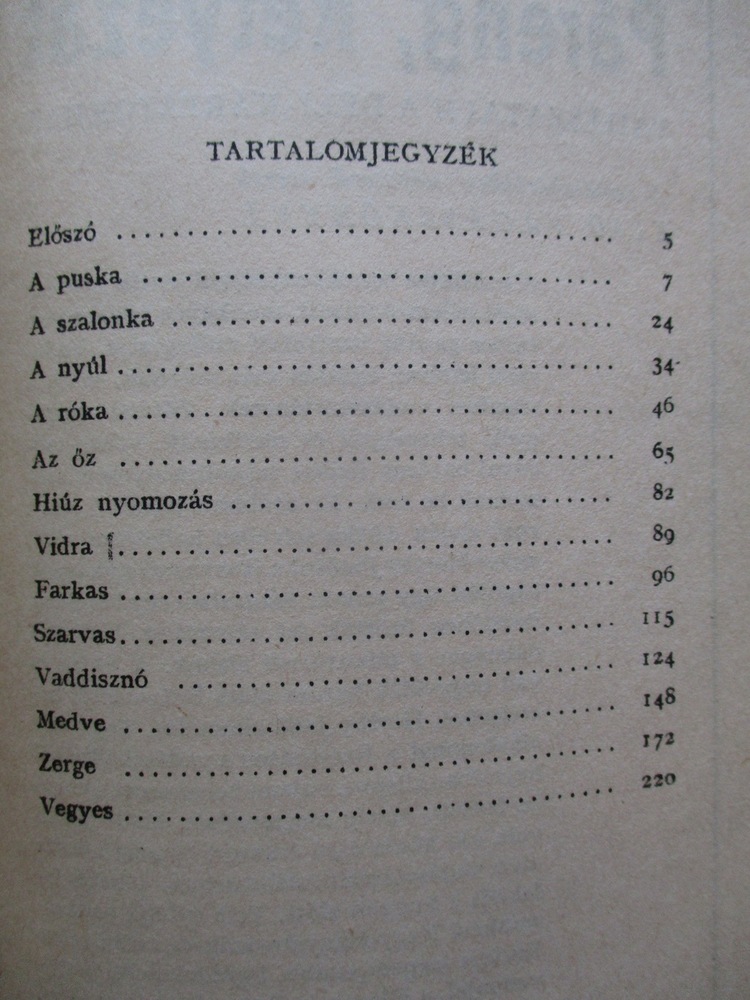 TARTALOMJEGYZÉK
Előszó ........................................ 5
A puska ........................................ 7
A szalonka ........................................ 24
A nyúl ........................................ 34
A róka ........................................ 46
Az őz ........................................ 65
Hiúz nyomozás ........................................ 82
Vidra ........................................ 89
Farkas ........................................ 96
Szarvas ........................................ 115
Vaddisznó ........................................ 124
Medve ........................................ 148
Zerge ........................................ 172
Vegyes ........................................ 220